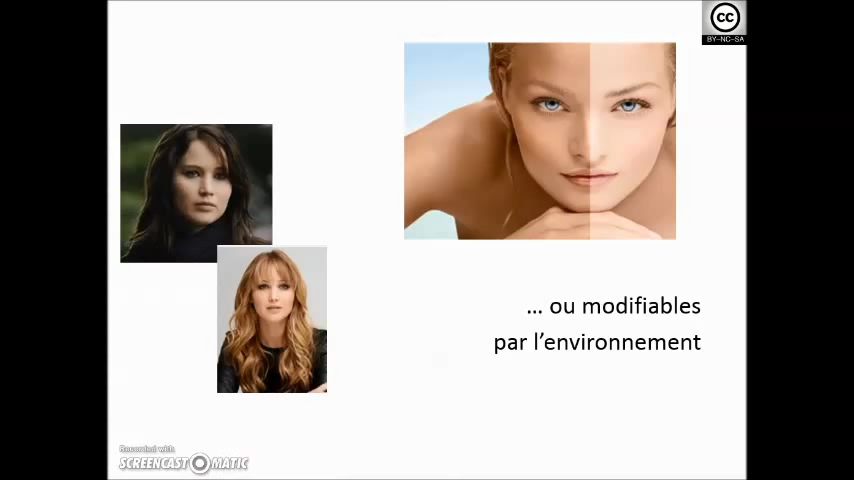 cc
BY-NC-SA
... ou modifiables
par l'environnement
Recorded with
SCREENCAST-O-MATIC